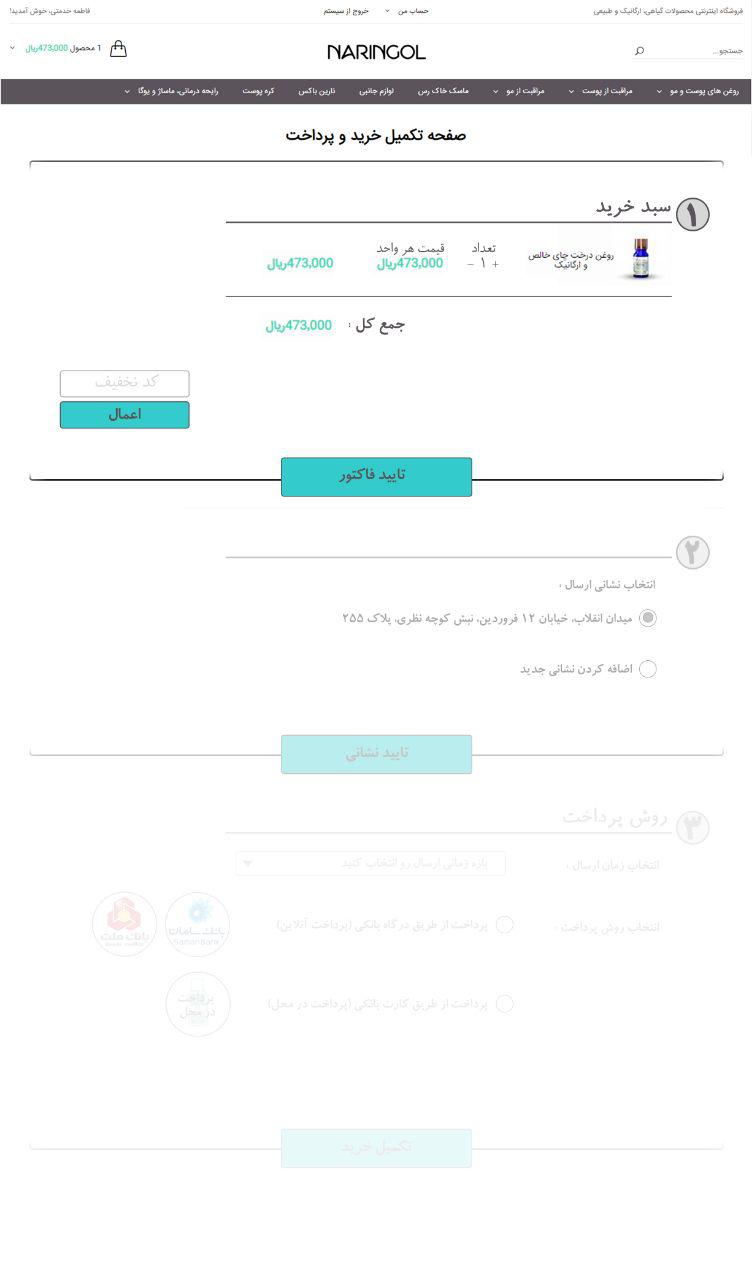 فروشگاه اینترنتی محصولات گیاهی، ارگانیک و طبیعی
حساب من
خروج از سیستم
فاطمه خدمتی، خوش آمدید!
جستجو...
NARINGOL
1 محصول 473,000ریال
روغن های پوست و مو
مراقبت از پوست
مراقبت از مو
ماسک خاک رس
لوازم جانبی
نارین باکس
کره پوست
رایحه درمانی، ماساژ و یوگا
صفحه تکمیل خرید و پرداخت
۱ سبد خرید
تعداد
قیمت هر واحد
روغن درخت چای خالص
و ارگانیک
+ ۱ -
473,000ریال
473,000ریال
جمع کل :
473,000ریال
کد تخفیف
اعمال
تایید فاکتور
۲
انتخاب نشانی ارسال :
میدان انقلاب، خیابان ۱۲ فروردین، نبش کوچه نظری، پلاک ۲۵۵
اضافه کردن نشانی جدید
تایید نشانی
۳ روش پرداخت
انتخاب زمان ارسال :
بازه زمانی ارسال رو انتخاب کنید
انتخاب روش پرداخت :
پرداخت از طریق درگاه بانکی (پرداخت آنلاین)
بانک سامان
Saman Bank
بانک ملت
پرداخت از طریق کارت بانکی (پرداخت در محل)
پرداخت
در محل
تکمیل خرید